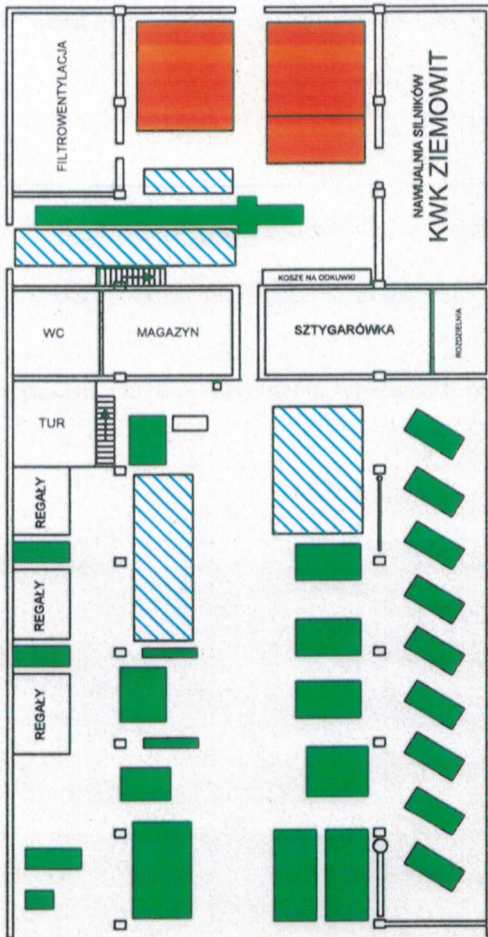 FILTROWENTYLACJA
NAWIJALNIA SILNIKÓW
KWK ZIEMOWIT
KOSZE NA ODKUWKI
WC
MAGAZYN
SZTYGARÓWKA
ROZDZIELNIA
TUR
REGAŁY
REGAŁY
REGAŁY